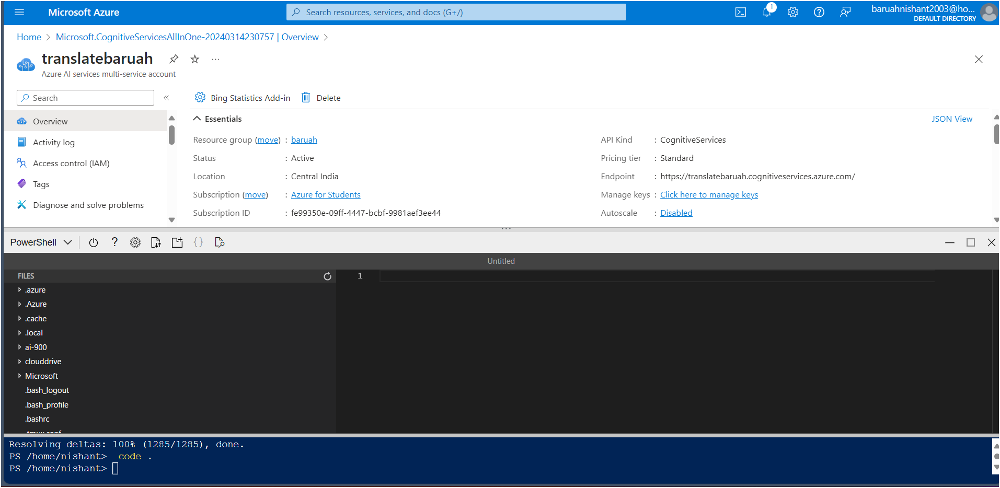 Microsoft Azure
Search resources, services, and docs (G+/)
1
baruahnishant2003@ho...
DEFAULT DIRECTORY
Home > Microsoft.CognitiveServicesAllInOne-20240314230757 | Overview >
translatebaruah
Azure AI services multi-service account
Search
«
Bing Statistics Add-in
Delete
Overview
Activity log
Access control (IAM)
Tags
Diagnose and solve problems
Essentials
JSON View
Resource group (move) : baruah
Status : Active
Location : Central India
Subscription (move) : Azure for Students
Subscription ID : fe99350e-09ff-4447-bcbf-9981aef3ee44
API Kind : CognitiveServices
Pricing tier : Standard
Endpoint : https://translatebaruah.cognitiveservices.azure.com/
Manage keys : Click here to manage keys
Autoscale : Disabled
PowerShell
?
{}
Untitled
FILES
1
.azure
.Azure
.cache
.local
ai-900
clouddrive
Microsoft
.bash_logout
.bash_profile
.bashrc
.tmux.conf
Resolving deltas: 100% (1285/1285), done.
PS /home/nishant> code .
PS /home/nishant>